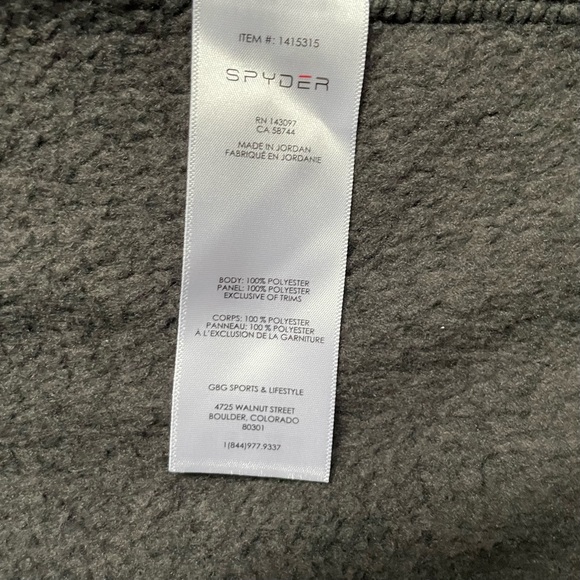 ITEM #: 1415315
SPYDER
RN 143097
CA 58744
MADE IN JORDAN
FABRIQUÉ EN JORDANIE
BODY: 100% POLYESTER
PANEL: 100% POLYESTER
EXCLUSIVE OF TRIMS
CORPS: 100 % POLYESTER
PANNEAU: 100 % POLYESTER
À L'EXCLUSION DE LA GARNITURE
GBG SPORTS & LIFESTYLE
4725 WALNUT STREET
BOULDER, COLORADO
80301
1(844)977.9337